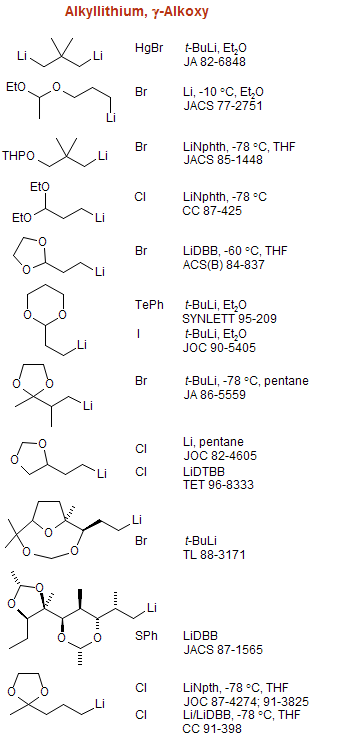 Alkyllithium, γ-Alkoxy
Li Li HgBr t-BuLi, Et2O
JA 82-6848
EtO O Li Br Li, -10 °C, Et2O
JACS 77-2751
THPO Li Br LiNphth, -78 °C, THF
JACS 85-1448
EtO EtO Li Cl LiNphth, -78 °C
CC 87-425
O O Li Br LiDBB, -60 °C, THF
ACS(B) 84-837
O O Li TePh t-BuLi, Et2O
SYNLETT 95-209
I t-BuLi, Et2O
JOC 90-5405
O O Li Br t-BuLi, -78 °C, pentane
JA 86-5559
O O Li Cl Li, pentane
JOC 82-4605
Cl LiDTBB
TET 96-8333
O O O Li Br t-BuLi
TL 88-3171
O O O O Li SPh LiDBB
JACS 87-1565
O O Li Cl LiNpth, -78 °C, THF
JOC 87-4274; 91-3825
Cl Li/LiDBB, -78 °C, THF
CC 91-398